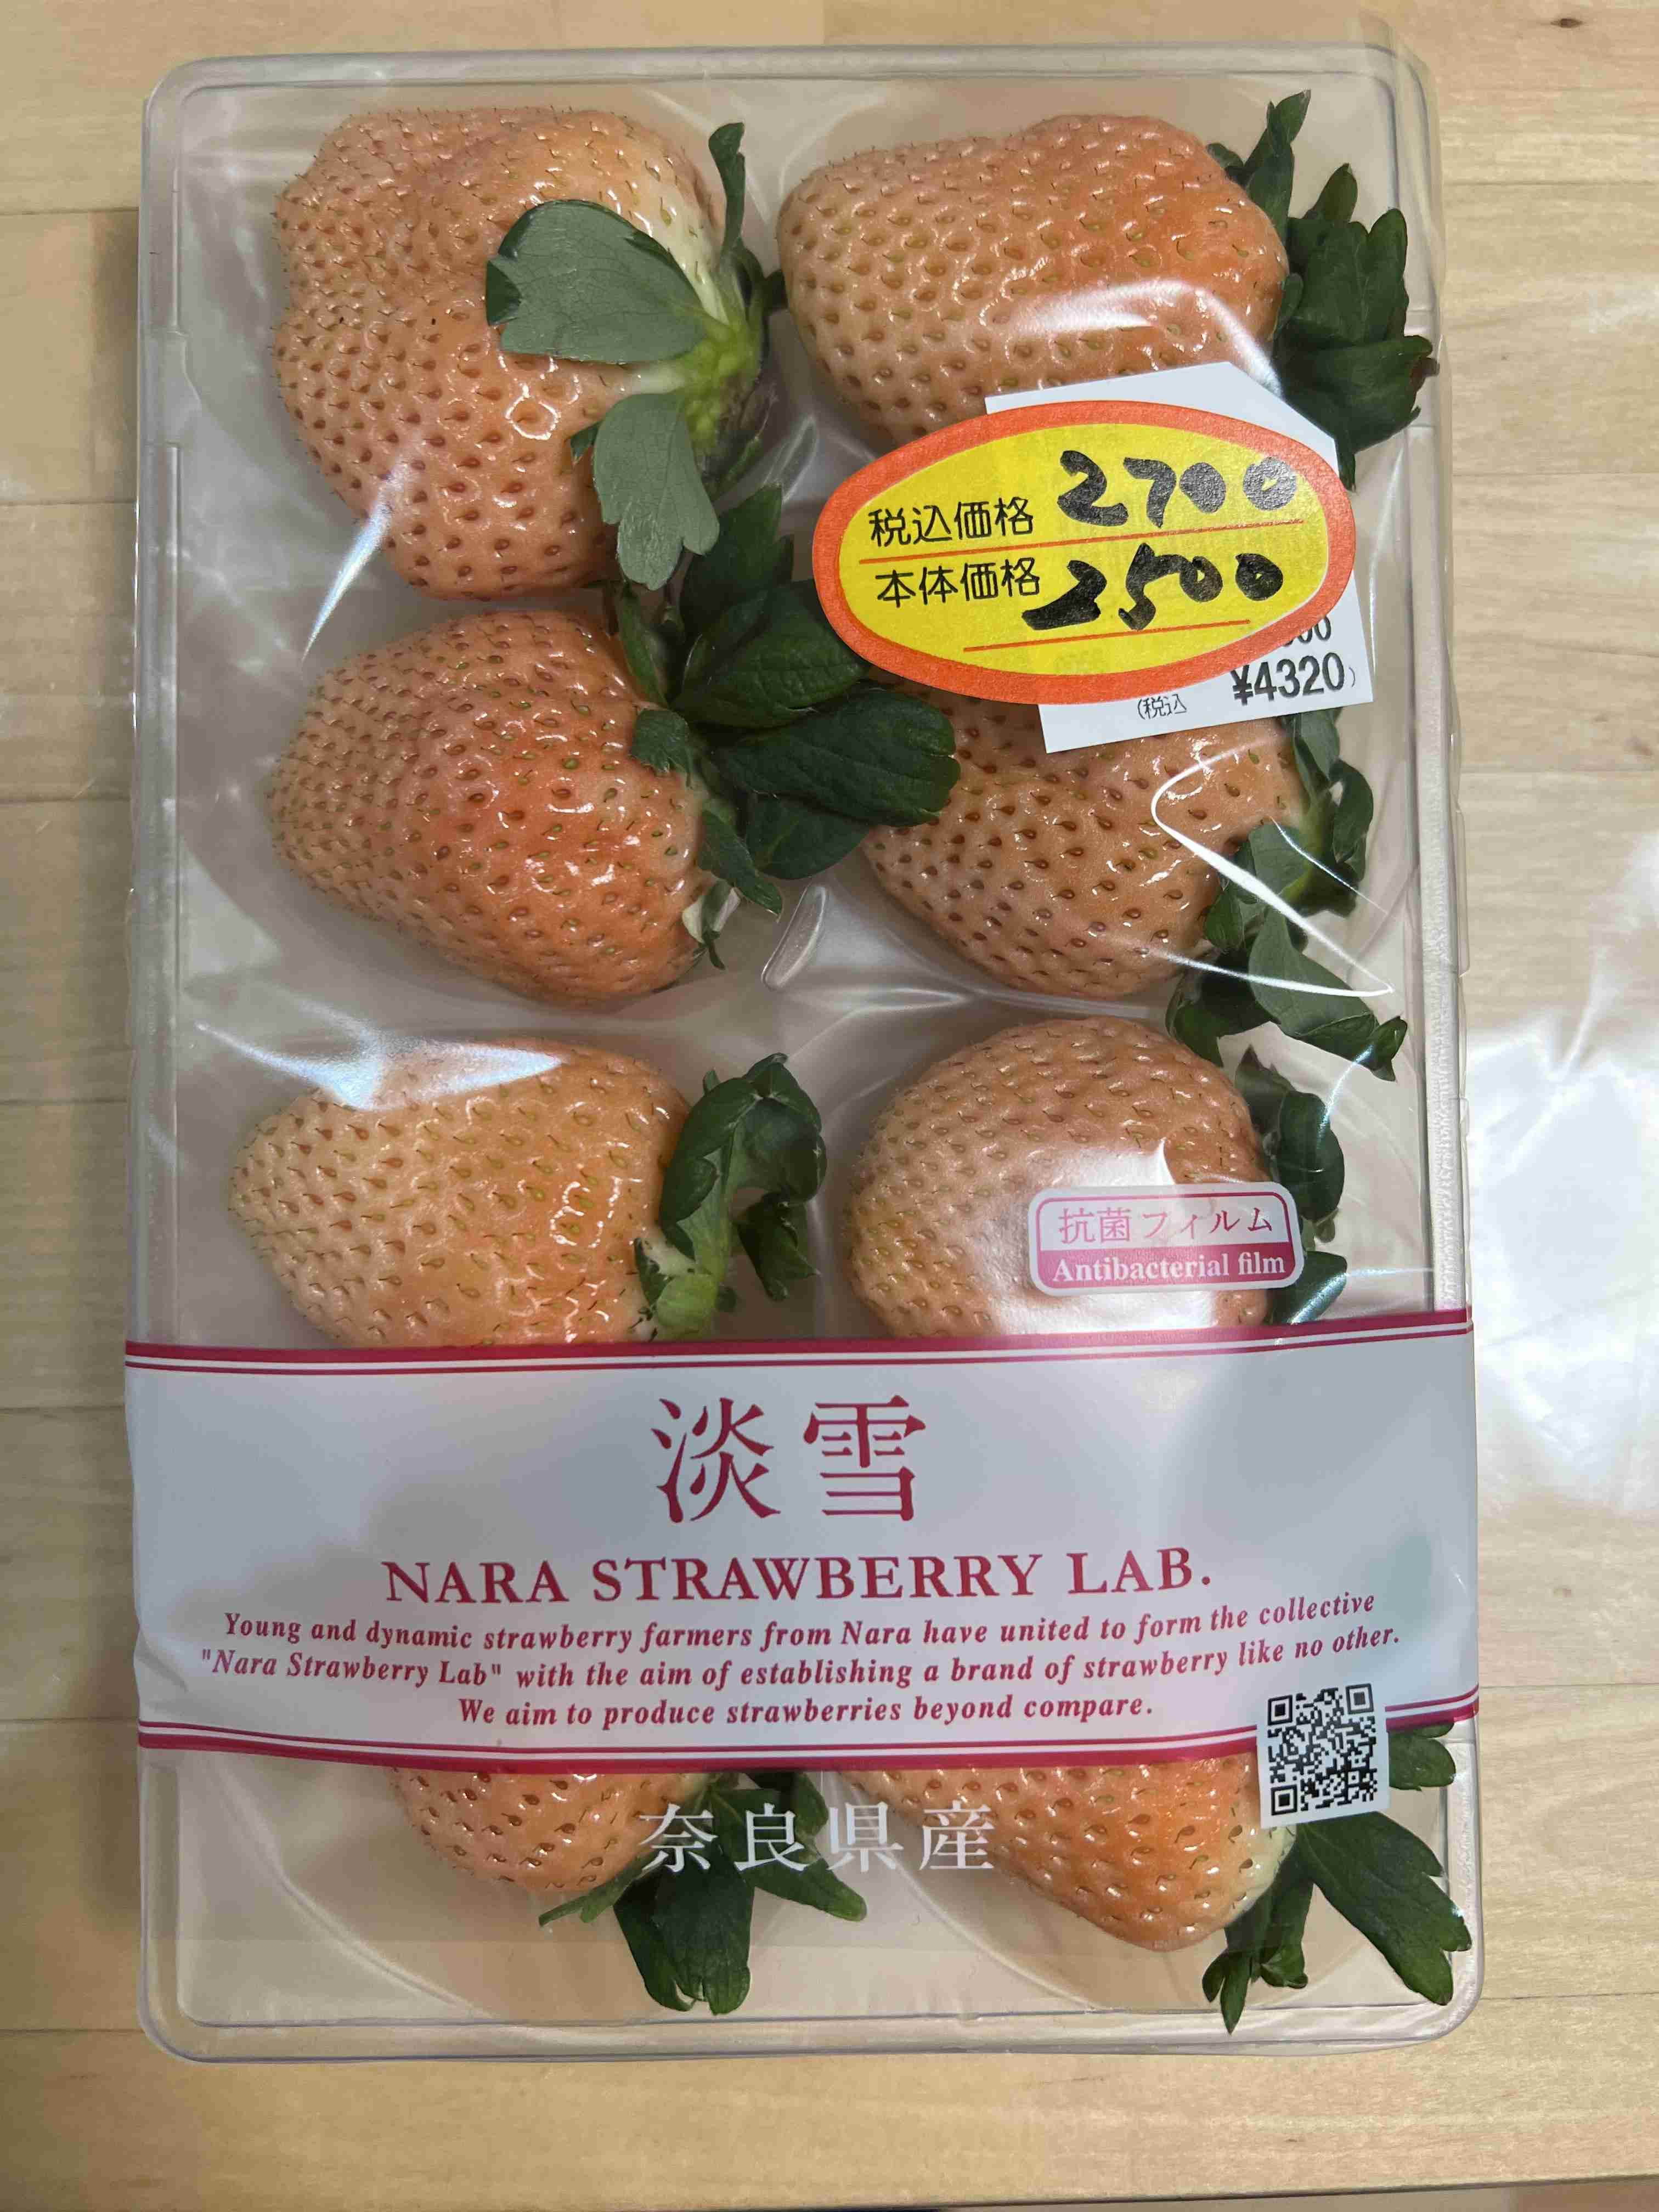 税込価格 2700
本体価格 2500
(税込 ¥4320)
抗菌フィルム
Antibacterial film
淡雪
NARA STRAWBERRY LAB.
Young and dynamic strawberry farmers from Nara have united to form the collective
"Nara Strawberry Lab" with the aim of establishing a brand of strawberry like no other.
We aim to produce strawberries beyond compare.
奈良県産